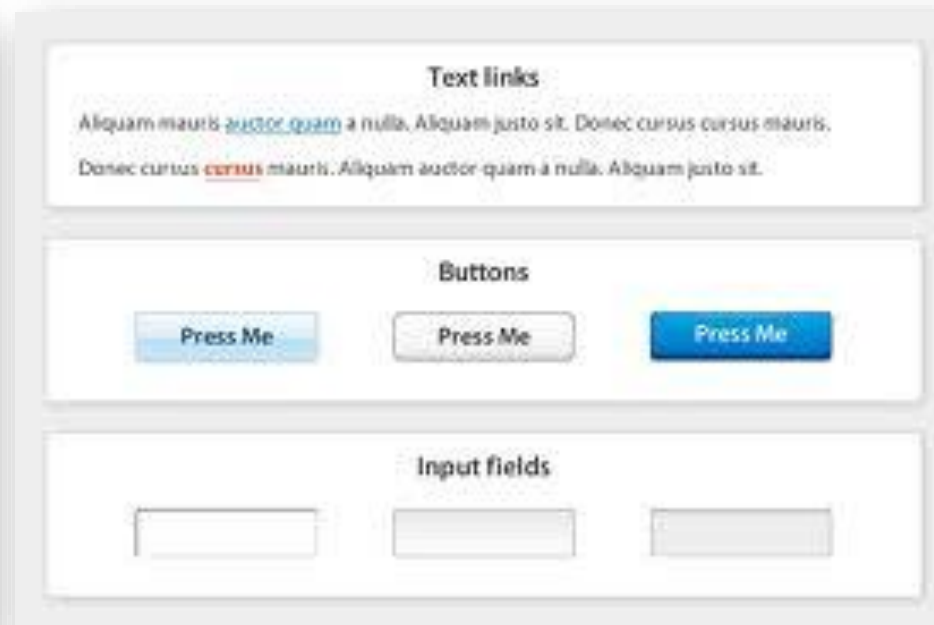 Text links
Aliquam mauris auctor quam a nulla. Aliquam justo sit. Donec cursus cursus mauris.
Donec cursus cursus mauris. Aliquam auctor quam a nulla. Aliquam justo sit.
Buttons
Press Me Press Me Press Me
Input fields